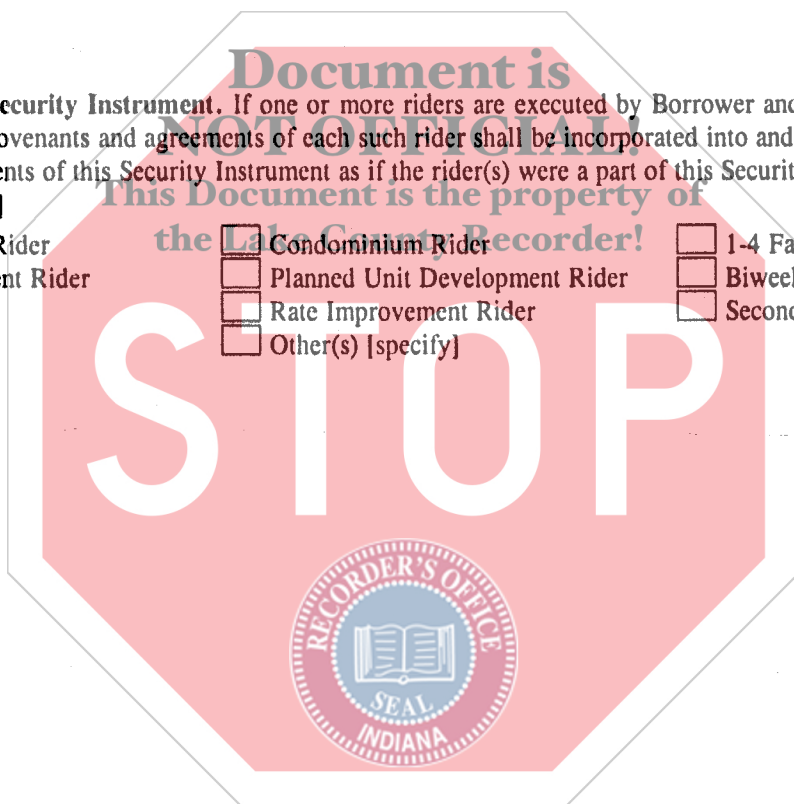 Document is
ecurity Instrument. If one or more riders are executed by Borrower and
NOT OFFICIAL!
ovenants and agreements of each such rider shall be incorporated into and
ents of this Security Instrument as if the rider(s) were a part of this Securit
This Document is the property of
]
the Lake County Recorder!
Rider Condominium Rider 1-4 Fa
nt Rider Planned Unit Development Rider Biweel
Rate Improvement Rider Second
Other(s) [specify]
STOP
RECORDER'S OFFICE
SEAL
INDIANA